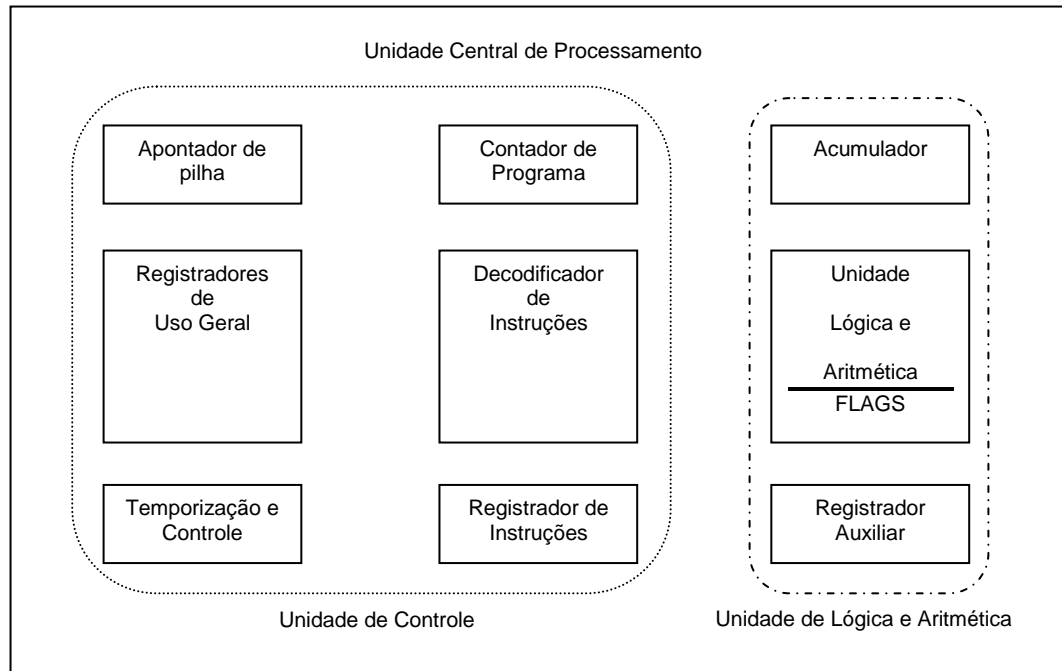 Unidade Central de Processamento
Apontador de
pilha
Contador de
Programa
Acumulador
Registradores
de
Uso Geral
Decodificador
de
Instruções
Unidade
Lógica e
Aritmética
FLAGS
Temporização e
Controle
Registrador de
Instruções
Registrador
Auxiliar
Unidade de Controle
Unidade de Lógica e Aritmética